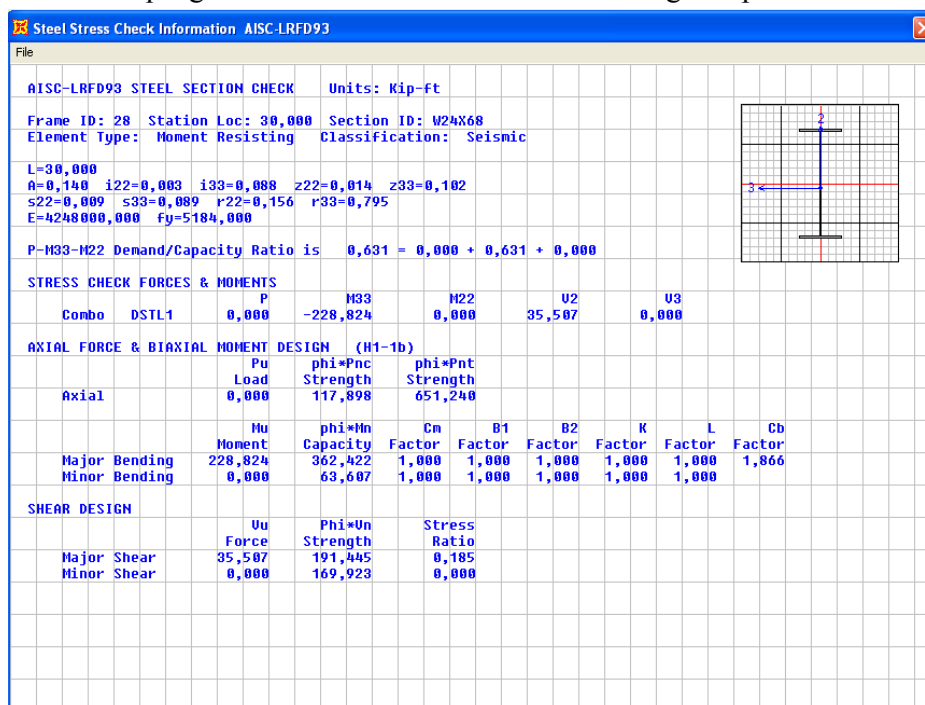 Steel Stress Check Information AISC-LRFD93
File
AISC-LRFD93 STEEL SECTION CHECK Units: Kip-ft
Frame ID: 28 Station Loc: 30,000 Section ID: W24X68
Element Type: Moment Resisting Classification: Seismic
L=30,000
A=0,140 i22=0,003 i33=0,088 z22=0,014 z33=0,102
s22=0,009 s33=0,089 r22=0,156 r33=0,795
E=4248000,000 fy=5184,000
P-M33-M22 Demand/Capacity Ratio is 0,631 = 0,000 + 0,631 + 0,000
STRESS CHECK FORCES & MOMENTS
P M33 M22 V2 V3
Combo DSTL1 0,000 -228,824 0,000 35,507 0,000
AXIAL FORCE & BIAXIAL MOMENT DESIGN (H1-1b)
Pu phi*Pnc phi*Pnt
Load Strength Strength
Axial 0,000 117,898 651,240
Mu phi*Mn Cm B1 B2 K L Cb
Moment Capacity Factor Factor Factor Factor Factor Factor
Major Bending 228,824 362,422 1,000 1,000 1,000 1,000 1,000 1,866
Minor Bending 0,000 63,607 1,000 1,000 1,000 1,000 1,000
SHEAR DESIGN
Vu Phi*Vn Stress
Force Strength Ratio
Major Shear 35,507 191,445 0,185
Minor Shear 0,000 169,923 0,000
2
3